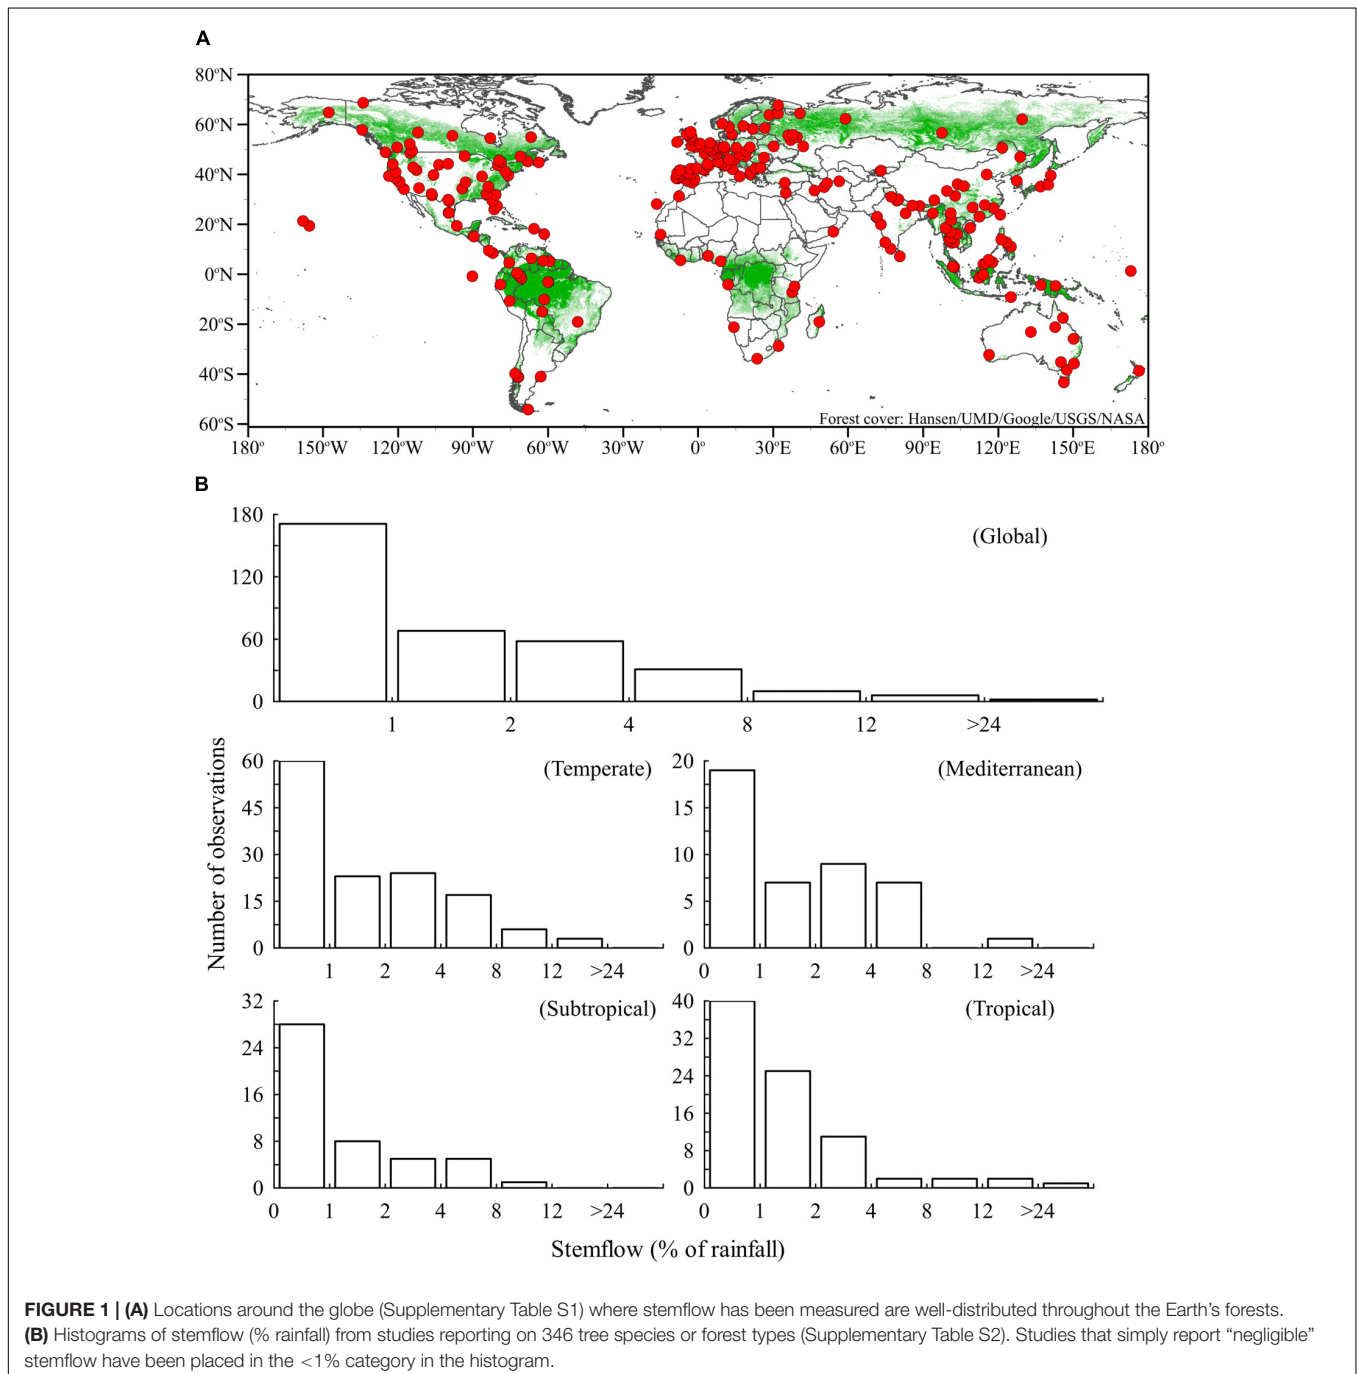 A
80°N
60°N
40°N
20°N
0°N
20°S
40°S
60°S
Forest cover: Hansen/UMD/Google/USGS/NASA
180° 150°W 120°W 90°W 60°W 30°W 0° 30°E 60°E 90°E 120°E 150°E 180°
B
180
120
60
0
(Global)
1 2 4 8 12 >24
Number of observations
60
45
30
15
0
(Temperate)
1 2 4 8 12 >24
20
15
10
5
0
(Mediterranean)
0 1 2 4 8 12 >24
32
24
16
8
0
(Subtropical)
0 1 2 4 8 12 >24
40
32
24
16
8
0
(Tropical)
0 1 2 4 8 12 >24
Stemflow (% of rainfall)
FIGURE 1 | (A) Locations around the globe (Supplementary Table S1) where stemflow has been measured are well-distributed throughout the Earth's forests.
(B) Histograms of stemflow (% rainfall) from studies reporting on 346 tree species or forest types (Supplementary Table S2). Studies that simply report “negligible”
stemflow have been placed in the <1% category in the histogram.